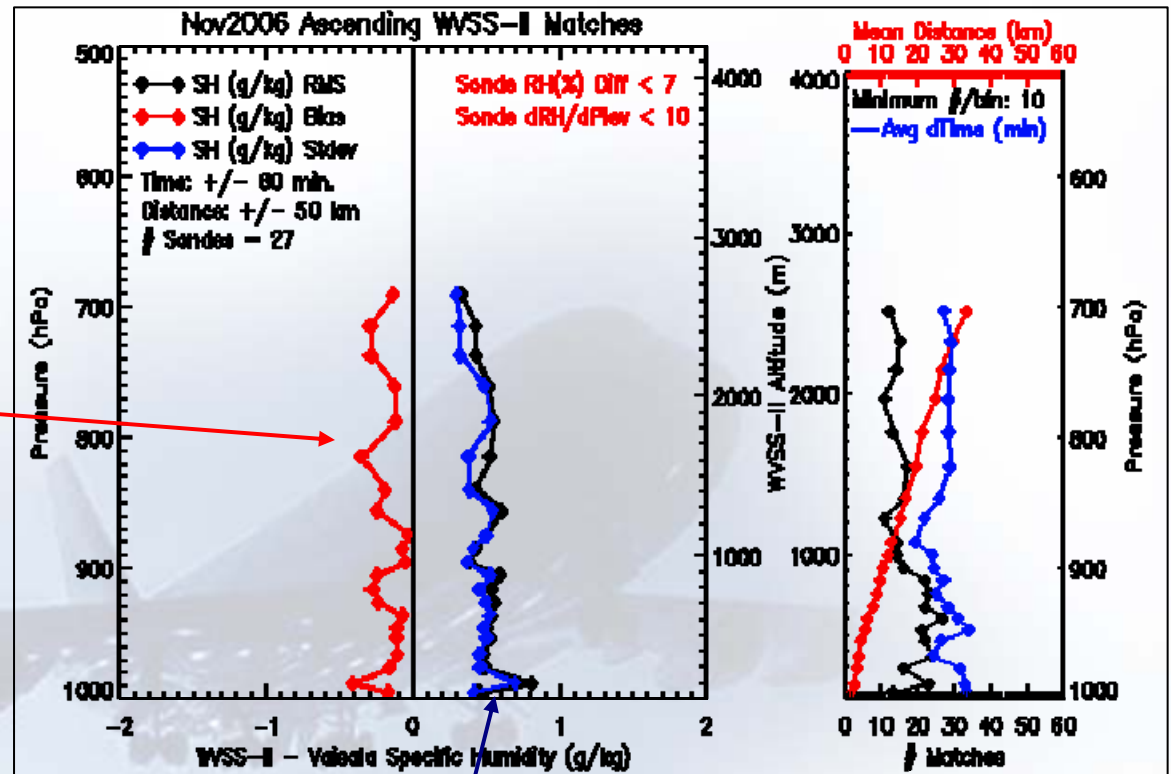 Nov2006 Ascending WVSS-II Matches
SH (g/kg) RMS
SH (g/kg) Bias
SH (g/kg) Stdev
Time: +/- 60 min.
Distance: +/- 50 km
# Sondes = 27
Sonde RH(%) Diff < 7
Sonde dRH/dPlev < 10
Pressure (hPa)
500
600
700
800
900
1000
-2
-1
0
1
2
WVSS-II - Vaisala Specific Humidity (g/kg)
4000
3000
2000
1000
WVSS-II Altitude (m)
Mean Distance (km)
0 10 20 30 40 50 60
Minimum #/bin: 10
Avg dTime (min)
4000
3000
2000
1000
600
700
800
900
1000
Pressure (hPa)
0 10 20 30 40 50 60
# Matches